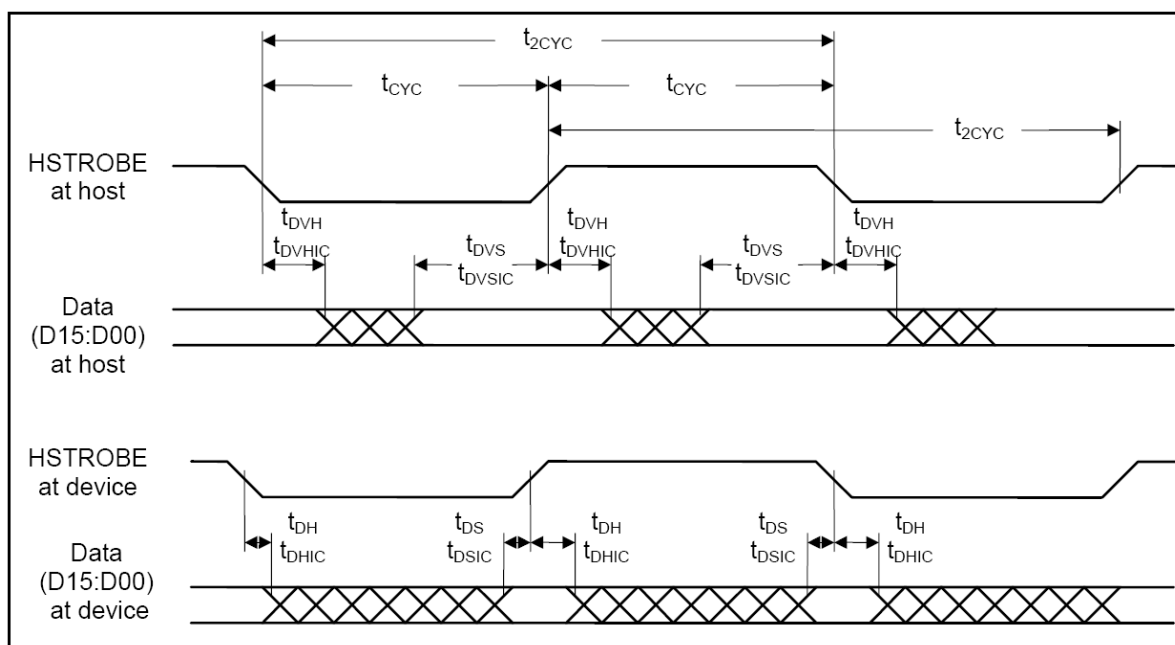 t2CYC
tCYC
tCYC
t2CYC
HSTROBE
at host
tDVH
tDVHIC
tDVS
tDVSIC
tDVH
tDVHIC
tDVS
tDVSIC
tDVH
tDVHIC
Data
(D15:D00)
at host
HSTROBE
at device
tDH
tDHIC
tDS
tDSIC
tDH
tDHIC
tDS
tDSIC
tDH
tDHIC
Data
(D15:D00)
at device